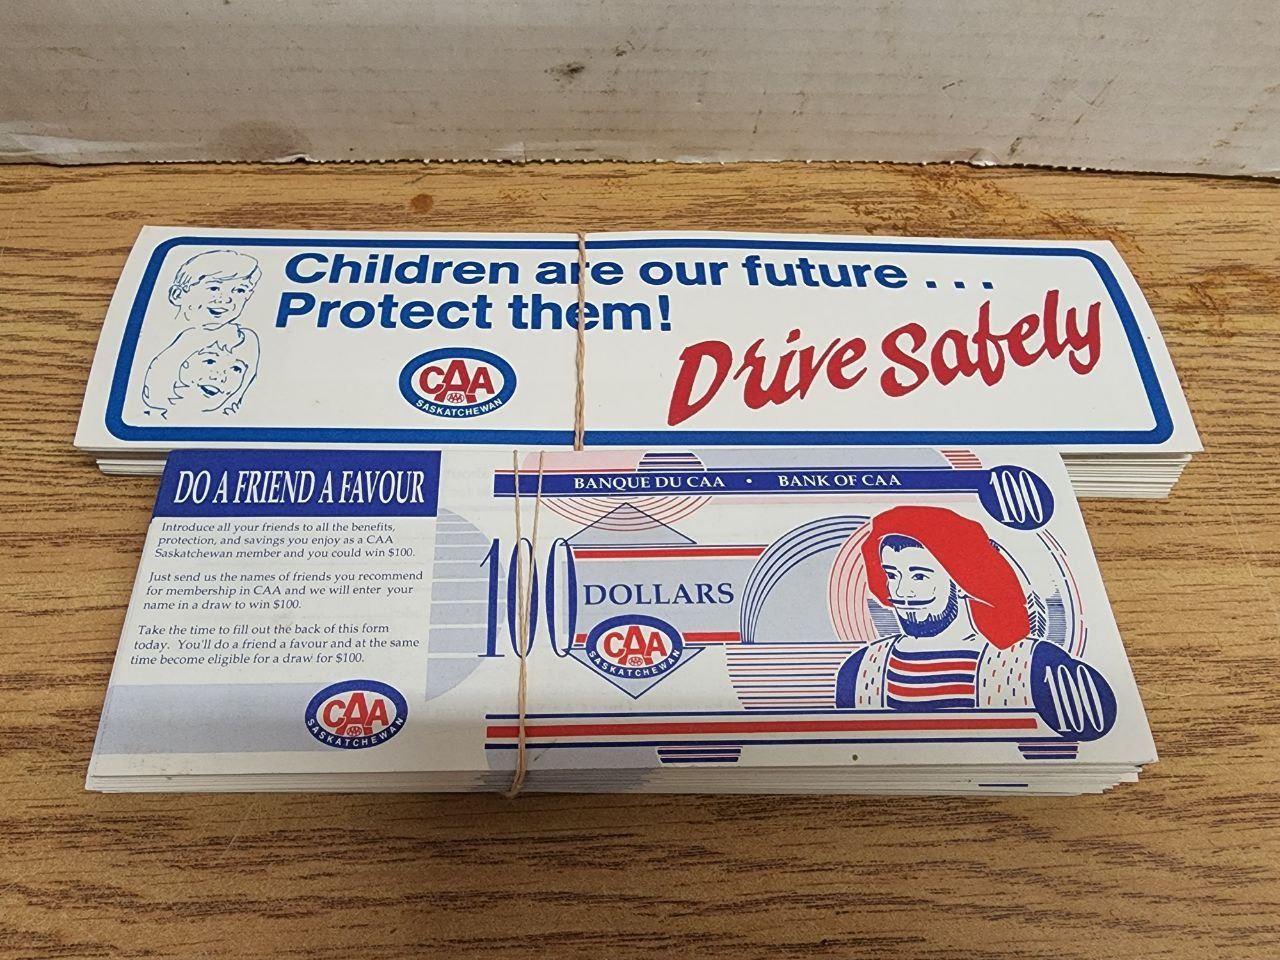 Children are our future . . .
Protect them!
Drive Safely
CAA
SASKATCHEWAN
DO A FRIEND A FAVOUR
Introduce all your friends to all the benefits,
protection, and savings you enjoy as a CAA
Saskatchewan member and you could win $100.
Just send us the names of friends you recommend
for membership in CAA and we will enter your
name in a draw to win $100.
Take the time to fill out the back of this form
today. You'll do a friend a favour and at the same
time become eligible for a draw for $100.
CAA
SASKATCHEWAN
BANQUE DU CAA • BANK OF CAA
100
100 DOLLARS
CAA
SASKATCHEWAN
100